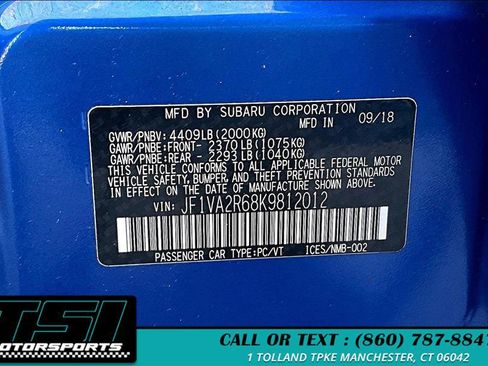 MFD BY SUBARU CORPORATION
MFD IN 09/18
GVWR/PNBV: 4409LB (2000KG)
GAWR/PNBE:FRONT- 2370LB (1075KG)
GAWR/PNBE:REAR - 2293LB (1040KG)
THIS VEHICLE CONFORMS TO ALL APPLICABLE FEDERAL MOTOR
VEHICLE SAFETY, BUMPER, AND THEFT PREVENTION STANDARDS
IN EFFECT ON THE DATE OF MANUFACTURE SHOWN ABOVE.
VIN: JF1VA2R68K9812012
PASSENGER CAR TYPE:PC/VT ICES/NMB-002
TSI
MOTORSPORTS
CALL OR TEXT : (860) 787-8847
1 TOLLAND TPKE MANCHESTER, CT 06042